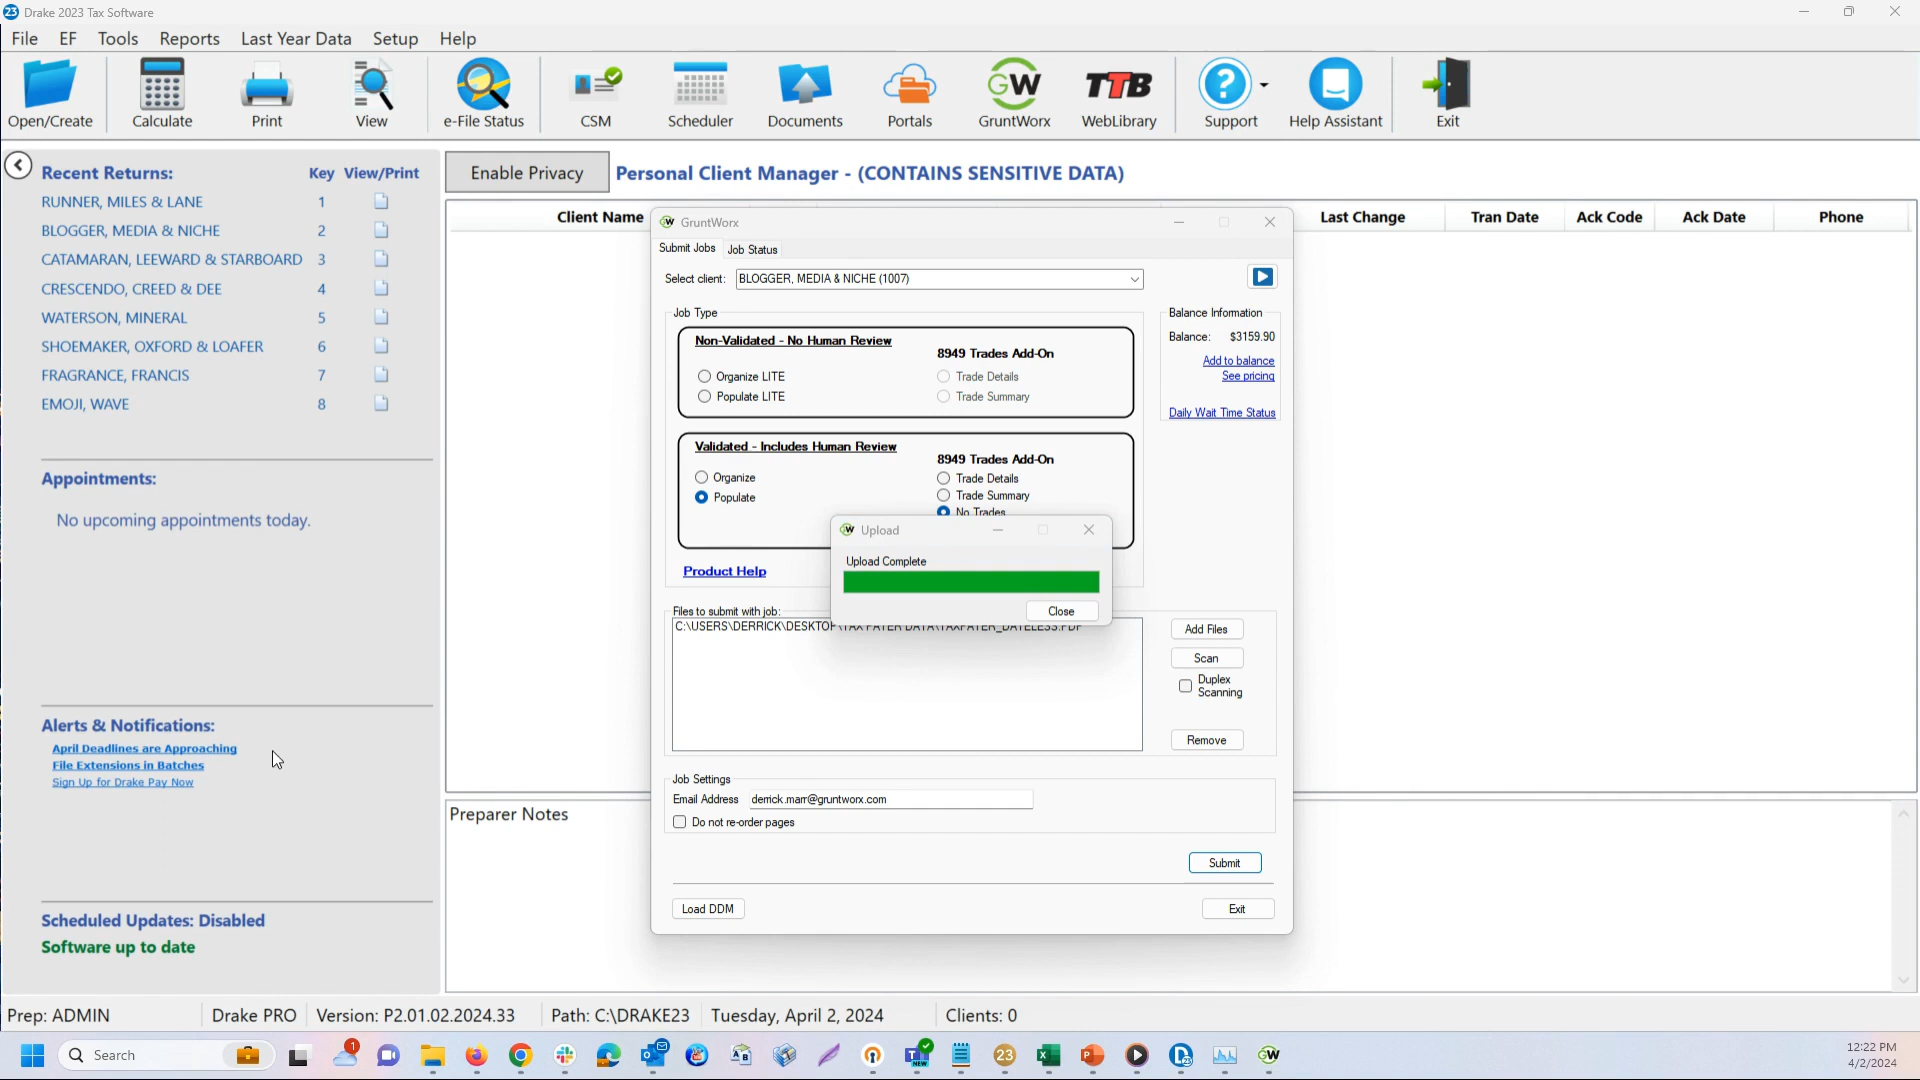 Drake 2023 Tax Software
File EF Tools Reports Last Year Data Setup Help
Open/Create Calculate Print View e-File Status CSM Scheduler Documents Portals GruntWorx WebLibrary Support Help Assistant Exit
Recent Returns: Key View/Print
RUNNER, MILES & LANE 1
BLOGGER, MEDIA & NICHE 2
CATAMARAN, LEEWARD & STARBOARD 3
CRESCENDO, CREED & DEE 4
WATERSON, MINERAL 5
SHOEMAKER, OXFORD & LOAFER 6
FRAGRANCE, FRANCIS 7
EMOJI, WAVE 8
Appointments:
No upcoming appointments today.
Alerts & Notifications:
April Deadlines are Approaching
File Extensions in Batches
Sign Up for Drake Pay Now
Scheduled Updates: Disabled
Software up to date
Enable Privacy Personal Client Manager - (CONTAINS SENSITIVE DATA)
Client Name Last Change Tran Date Ack Code Ack Date Phone
GruntWorx
Submit Jobs Job Status
Select client: BLOGGER, MEDIA & NICHE (1007)
Job Type
Non-Validated - No Human Review
8949 Trades Add-On
Organize LITE Trade Details
Populate LITE Trade Summary
Validated - Includes Human Review
8949 Trades Add-On
Organize Trade Details
Populate Trade Summary
No Trades
Product Help
Balance Information
Balance: $3159.90
Add to balance
See pricing
Daily Wait Time Status
Upload
Upload Complete
Close
Files to submit with job:
C:\USERS\DERRICK\DESKTOP\TAX PAYER DATA\TAXPAYER_DATELESS.PDF
Add Files
Scan
Duplex
Scanning
Remove
Job Settings
Email Address derrick.marr@gruntworx.com
Do not re-order pages
Submit
Load DDM Exit
Preparer Notes
Prep: ADMIN Drake PRO Version: P2.01.02.2024.33 Path: C:\DRAKE23 Tuesday, April 2, 2024 Clients: 0
Search
12:22 PM
4/2/2024